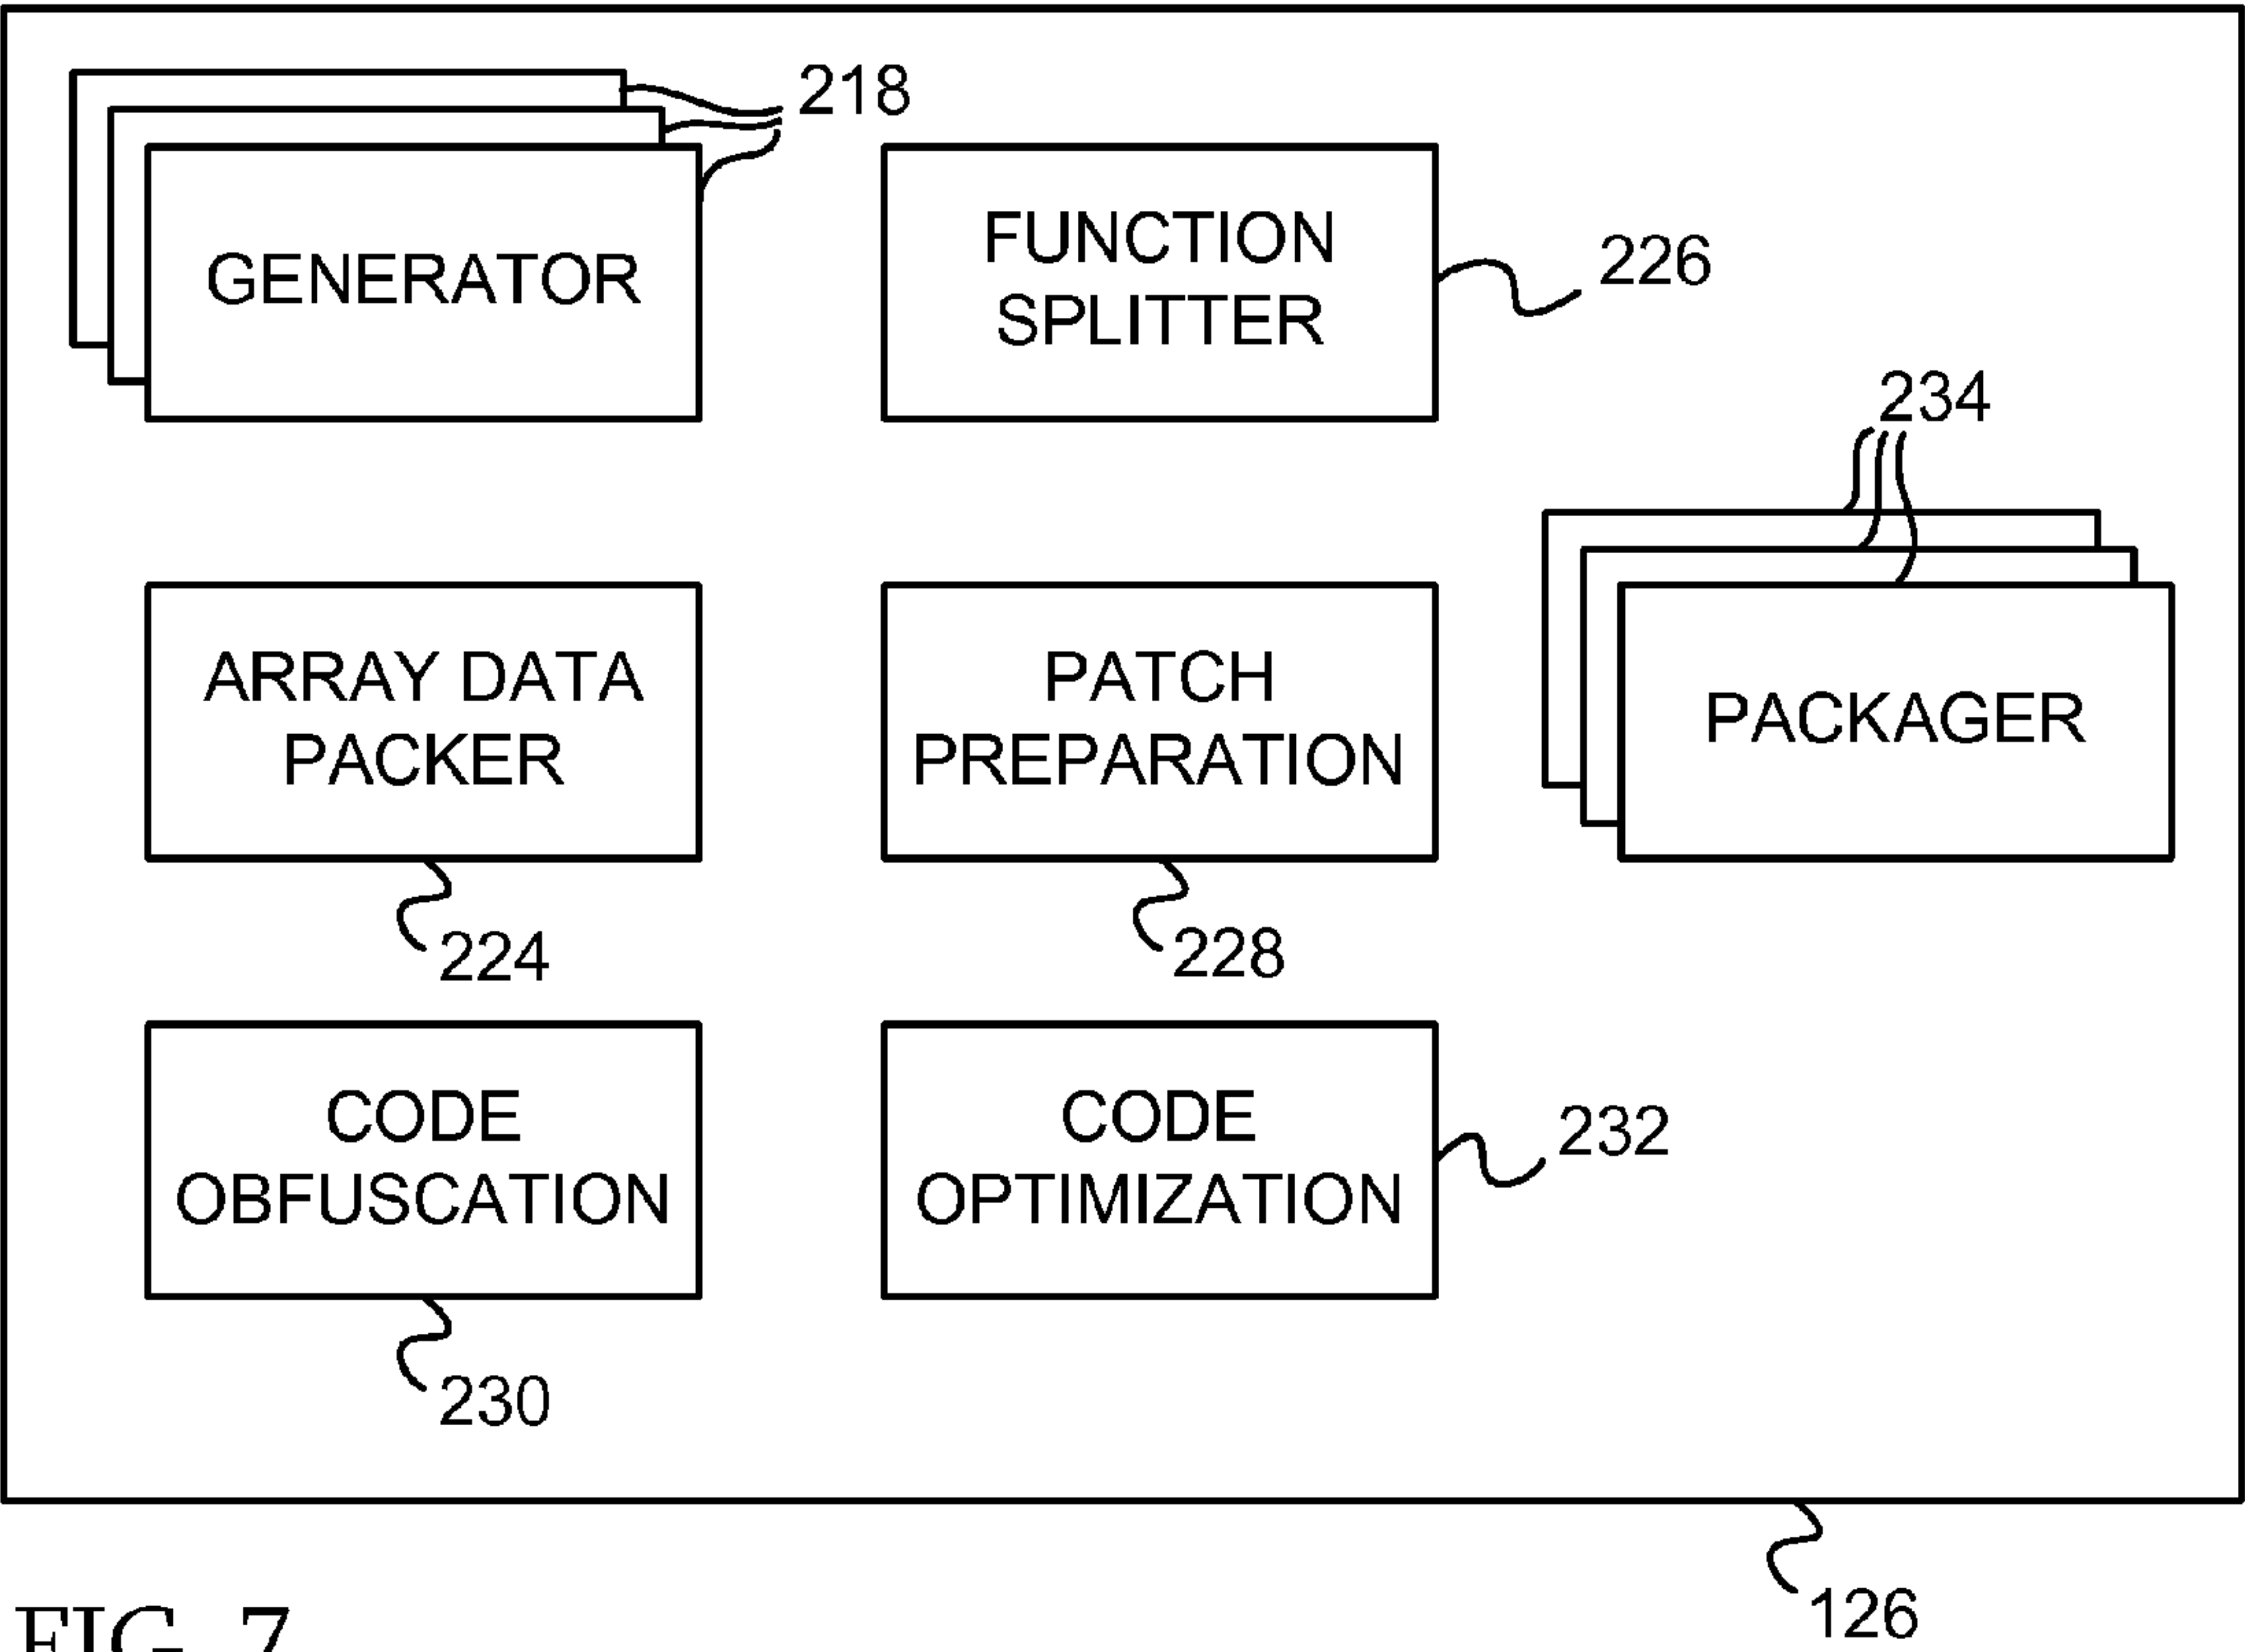 218
GENERATOR
FUNCTION
SPLITTER
226
234
ARRAY DATA
PACKER
224
PATCH
PREPARATION
228
PACKAGER
CODE
OBFUSCATION
230
CODE
OPTIMIZATION
232
126
FIG. 7